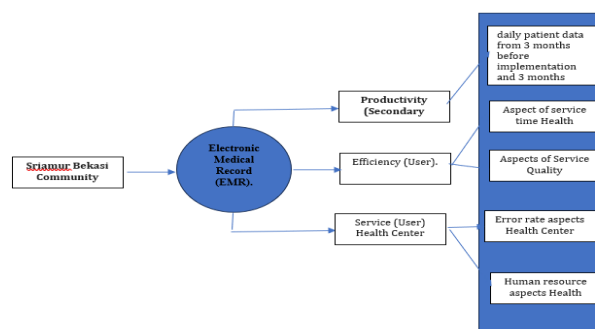 Sriamur Bekasi
Community
Electronic
Medical
Record
(EMR).
Productivity
(Secondary
Efficiency (User).
Service (User)
Health Center
daily patient data
from 3 months
before
implementation
and 3 months
Aspect of service
time Health
Aspects of Service
Quality
Error rate aspects
Health Center
Human resource
aspects Health